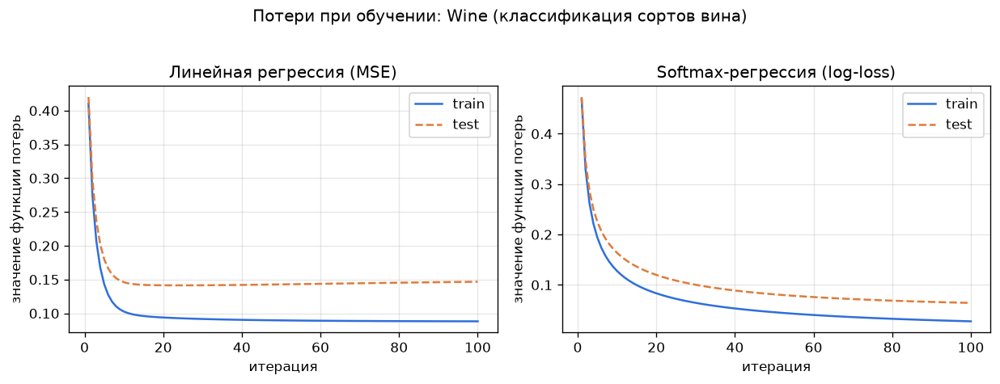 Потери при обучении: Wine (классификация сортов вина)
Линейная регрессия (MSE)
значение функции потерь
0.40
0.35
0.30
0.25
0.20
0.15
0.10
train
test
0 20 40 60 80 100
итерация
Softmax-регрессия (log-loss)
значение функции потерь
0.4
0.3
0.2
0.1
train
test
0 20 40 60 80 100
итерация